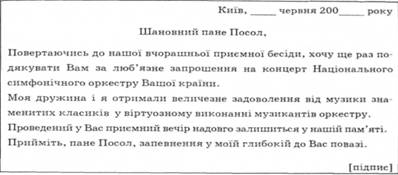 Київ, _____ червня 200_____ року
Шановний пане Посол,
Повертаючись до нашої вчорашньої приємної бесіди, хочу ще раз по-
дякувати Вам за люб’язне запрошення на концерт Національного
симфонічного оркестру Вашої країни.
Моя дружина і я отримали величезне задоволення від музики зна-
менитих класиків у віртуозному виконанні музикантів оркестру.
Проведений у Вас приємний вечір надовго залишиться у нашій пам’яті.
Прийміть, пане Посол, запевнення у моїй глибокій до Вас повазі.
[підпис]